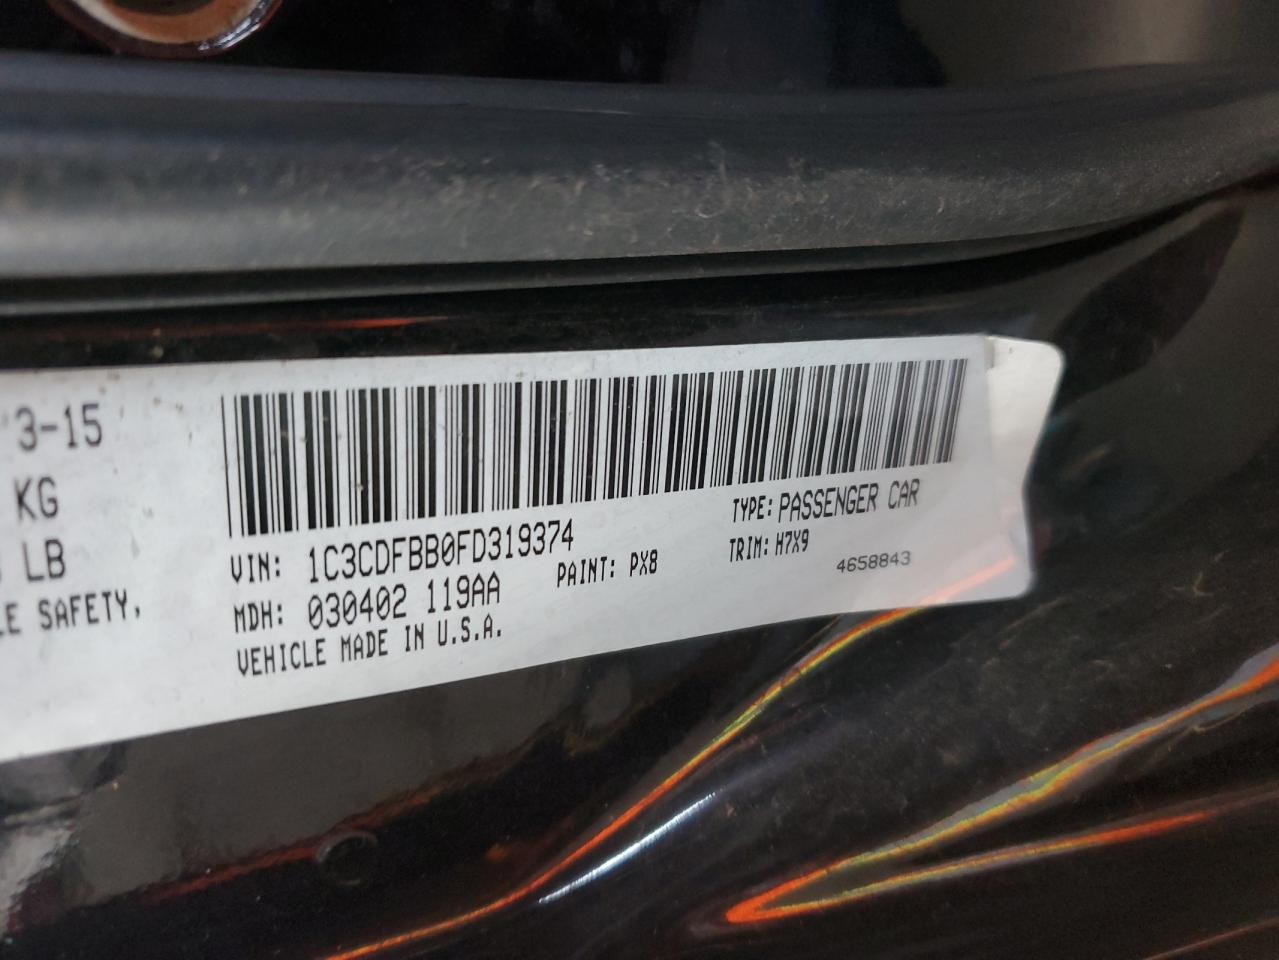 3-15
KG
LB
LE SAFETY.
VIN: 1C3CDFBB0FD319374
MDH: 030402 119AA
VEHICLE MADE IN U.S.A.
PAINT: PX8
TYPE: PASSENGER CAR
TRIM: H7X9
4658843